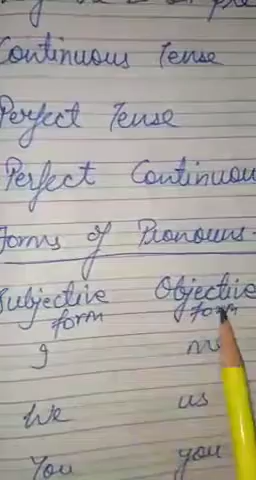 Continuous Tense
Perfect Tense
Perfect Continuous
Forms of Pronouns-
Subjective Objective
form form
I me
We us
You you